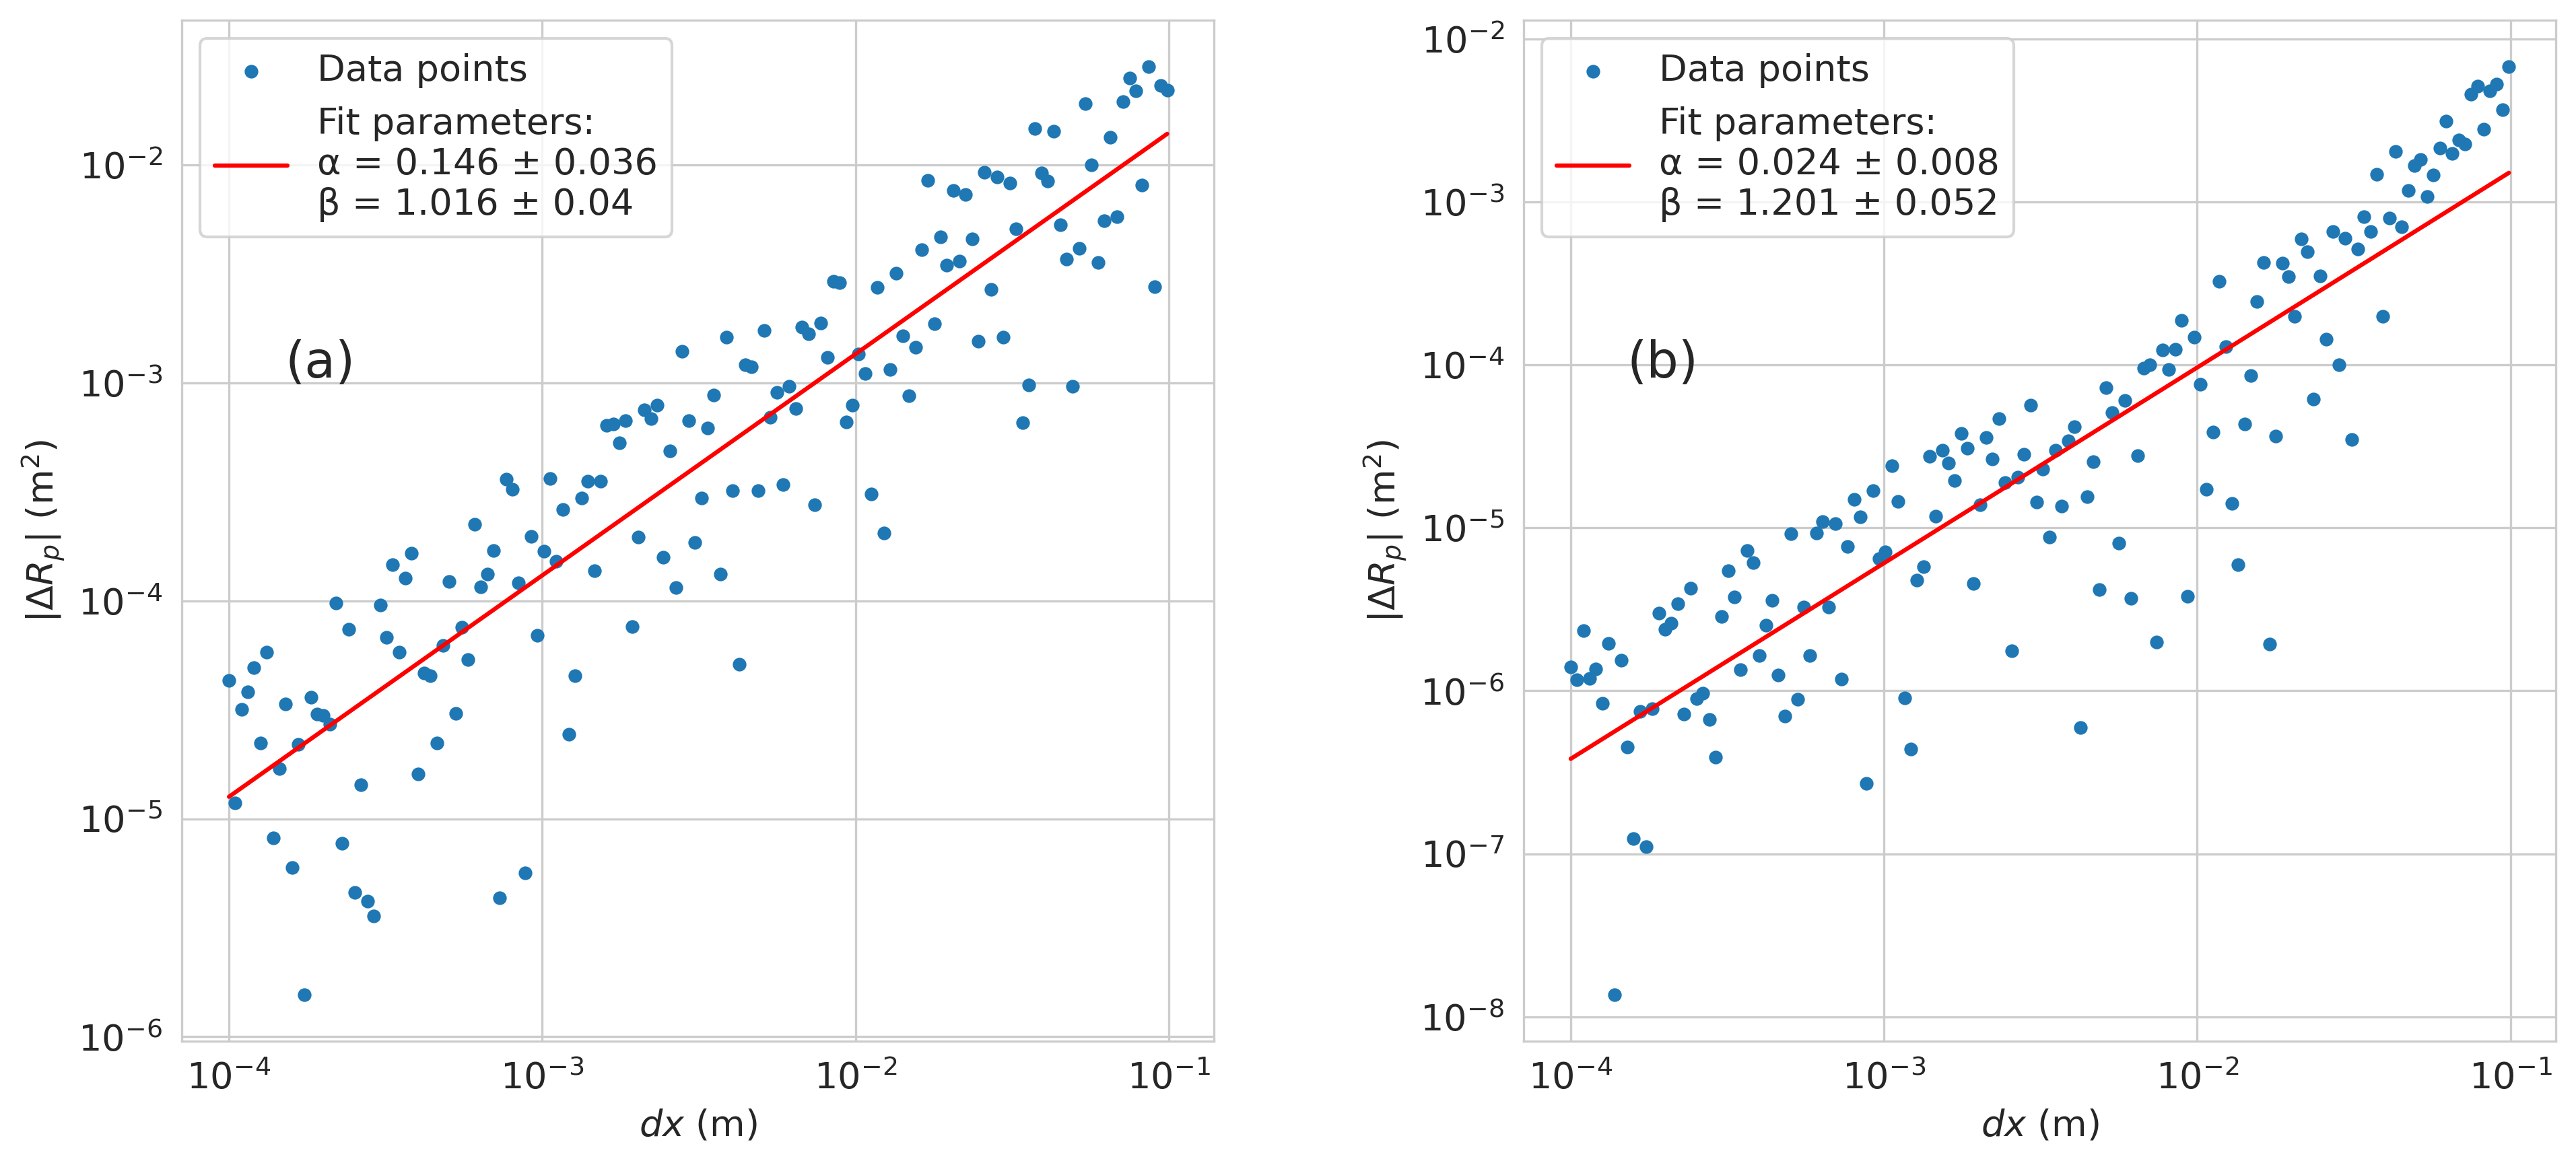 Data points
Fit parameters:
α = 0.146 ± 0.036
β = 1.016 ± 0.04
(a)
10⁻²
10⁻³
10⁻⁴
10⁻⁵
10⁻⁶
|ΔRₚ| (m²)
10⁻⁴ 10⁻³ 10⁻² 10⁻¹
dx (m)
Data points
Fit parameters:
α = 0.024 ± 0.008
β = 1.201 ± 0.052
(b)
10⁻²
10⁻³
10⁻⁴
10⁻⁵
10⁻⁶
10⁻⁷
10⁻⁸
|ΔRₚ| (m²)
10⁻⁴ 10⁻³ 10⁻² 10⁻¹
dx (m)